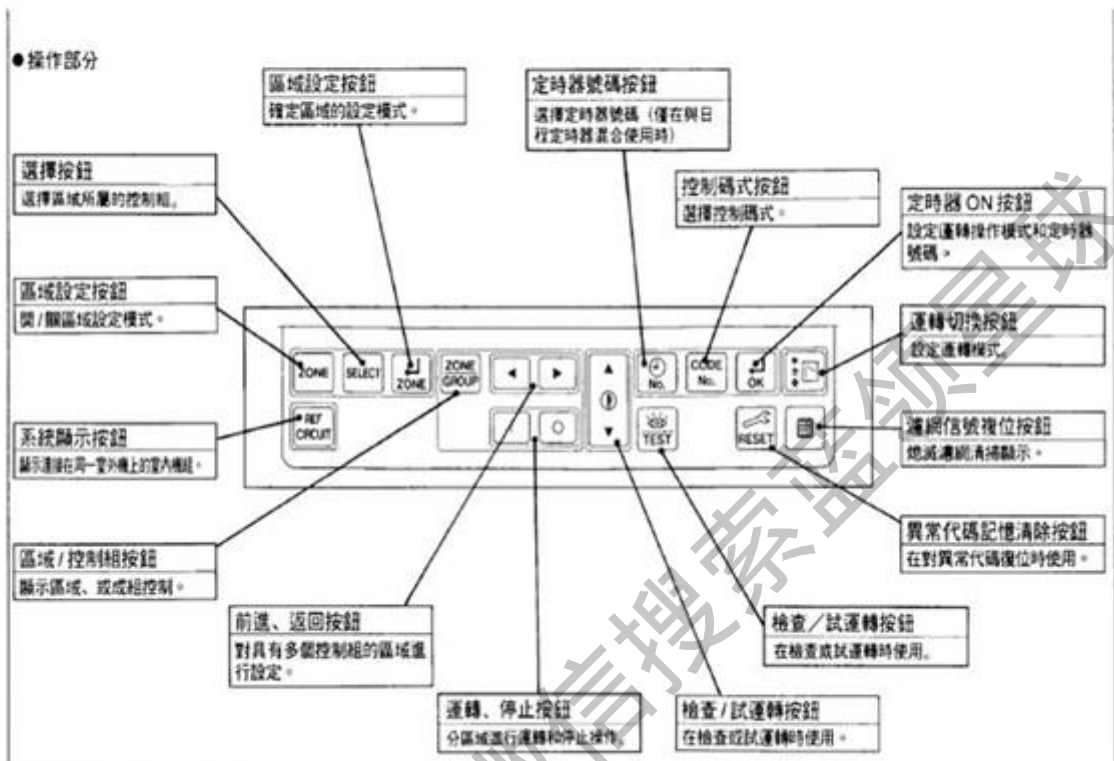 ●操作部分
區域設定按鈕
確定區域的設定模式。
定時器號碼按鈕
選擇定時器號碼（僅在與日
程定時器混合使用時）
選擇按鈕
選擇區域所屬的控制組。
控制碼式按鈕
選擇控制碼式。
定時器 ON 按鈕
設定運轉操作模式和定時器
號碼。
區域設定按鈕
開/關區域設定模式。
運轉切換按鈕
設定運轉模式。
ZONE
SELECT
ZONE
ZONE
GROUP
No.
CODE
No.
OK
REF
CIRCUIT
TEST
RESET
系統顯示按鈕
顯示連接在同一室外機上的室內機組。
濾網信號複位按鈕
熄滅濾網清掃顯示。
區域/控制組按鈕
顯示區域、或成組控制。
異常代碼記憶清除按鈕
在對異常代碼復位時使用。
前進、返回按鈕
對具有多個控制組的區域進
行設定。
檢查／試運轉按鈕
在檢查或試運轉時使用。
運轉、停止按鈕
分區域進行運轉和停止操作。
檢查/試運轉按鈕
在檢查或試運轉時使用。
信搜索蓝领星球